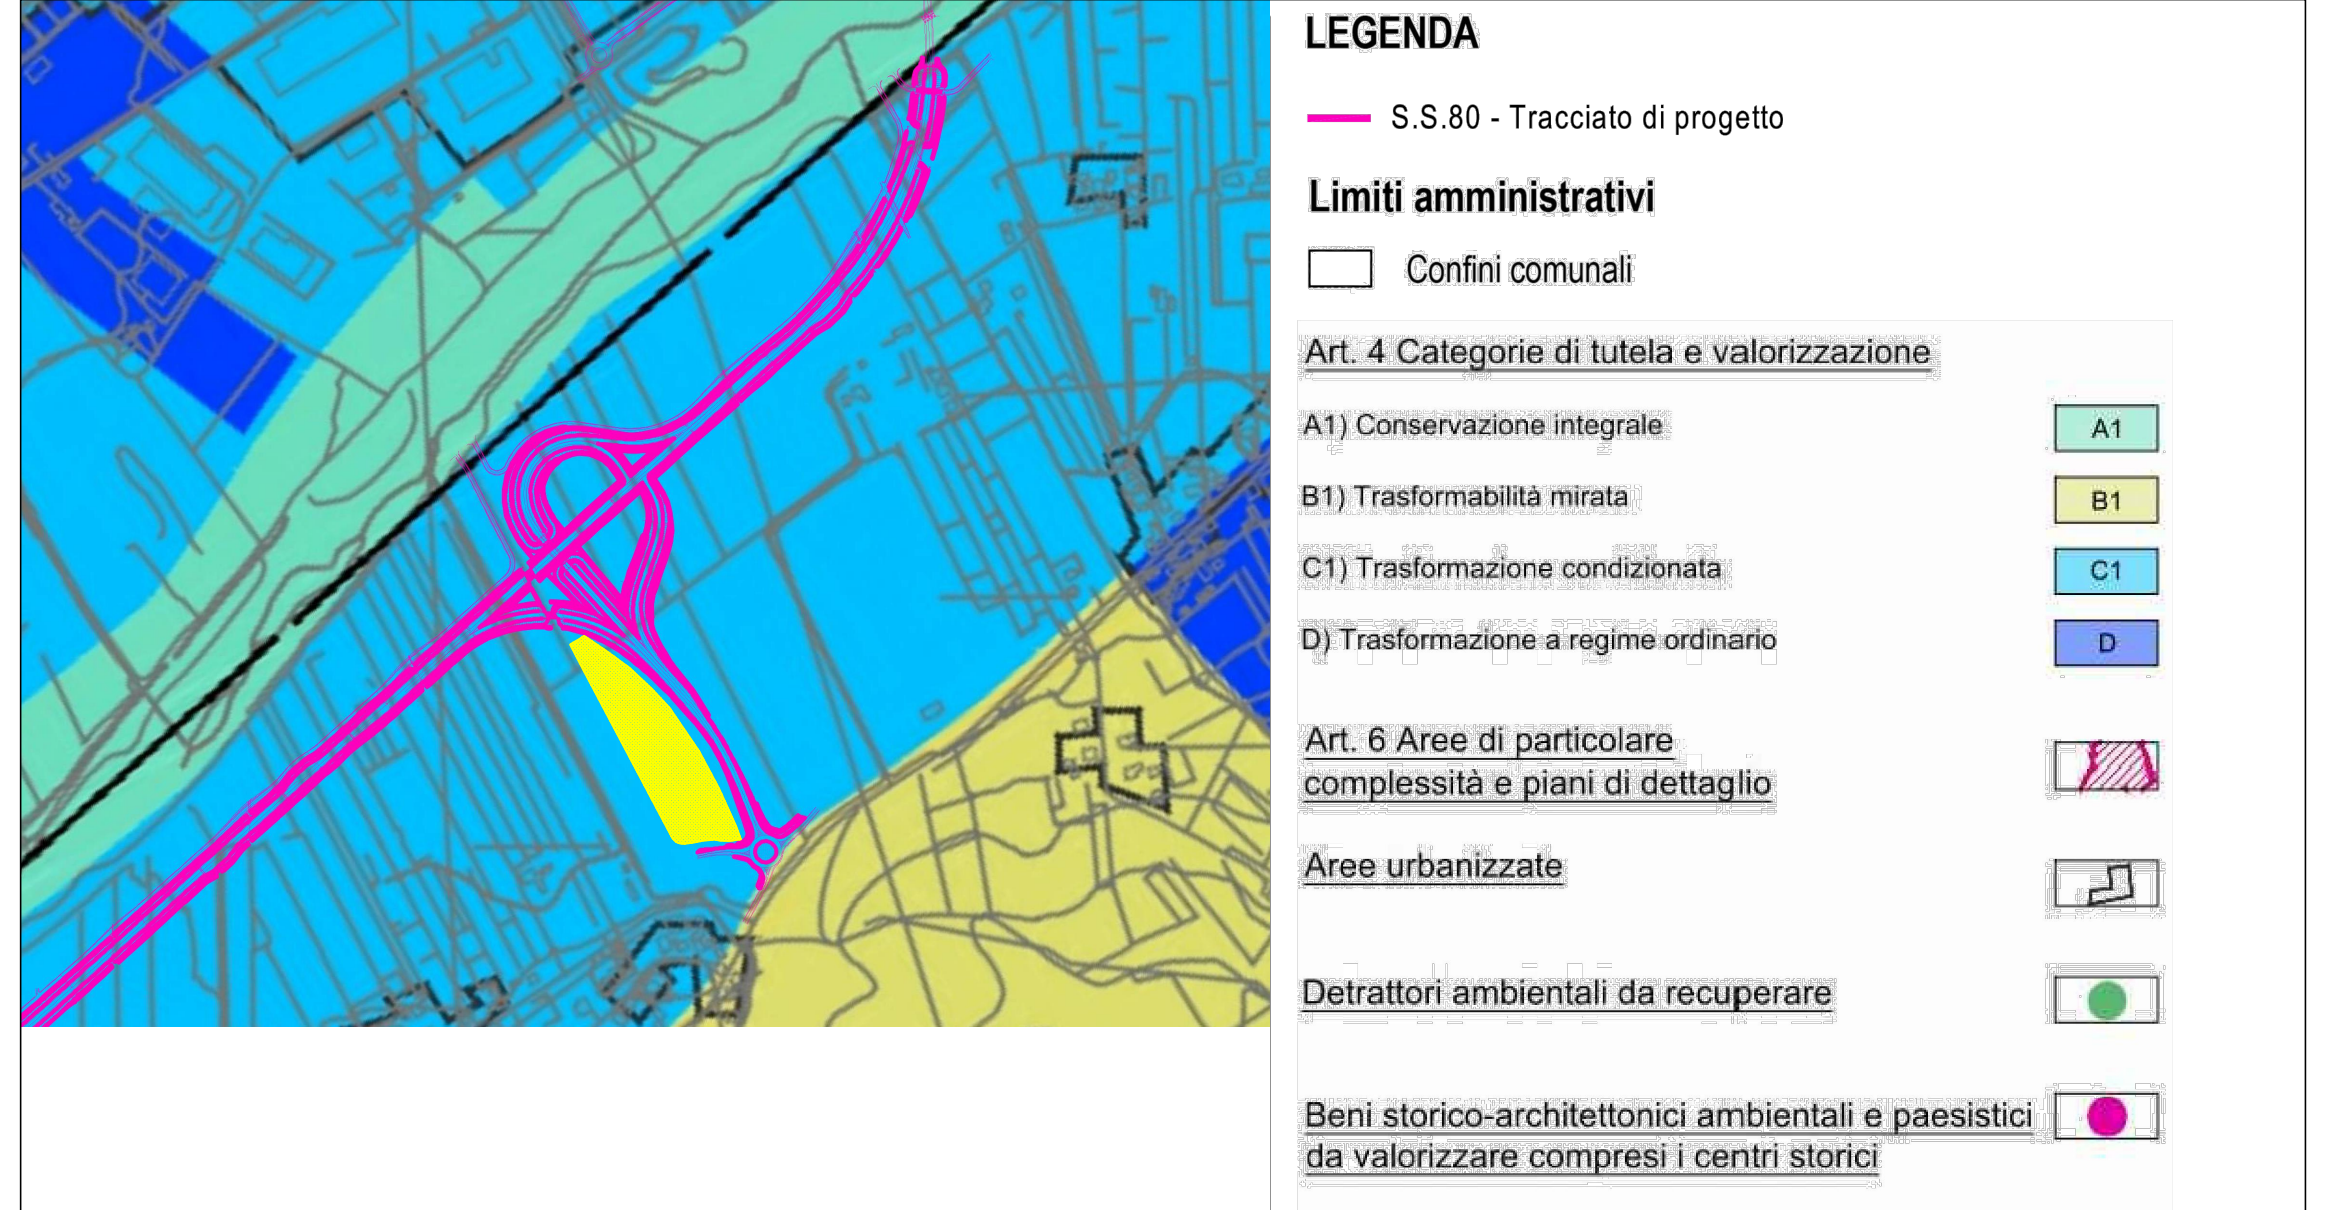 LEGENDA
S.S.80 - Tracciato di progetto
Limiti amministrativi
Confini comunali
Art. 4 Categorie di tutela e valorizzazione
A1) Conservazione integrale A1
B1) Trasformabilità mirata B1
C1) Trasformazione condizionata C1
D) Trasformazione a regime ordinario D
Art. 6 Aree di particolare
complessità e piani di dettaglio
Aree urbanizzate
Detrattori ambientali da recuperare
Beni storico-architettonici ambientali e paesistici
da valorizzare compresi i centri storici